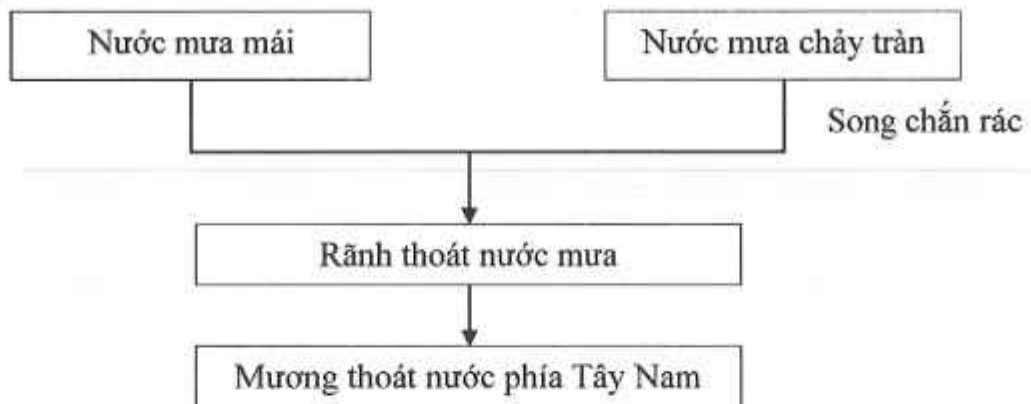 Nước mưa mái
Nước mưa chảy tràn
Song chắn rác
Rãnh thoát nước mưa
Mương thoát nước phía Tây Nam